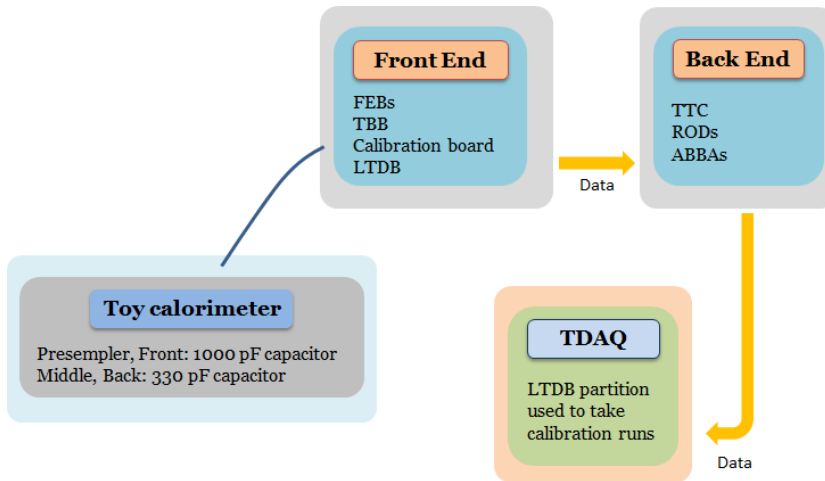 Front End
FEBs
TBB
Calibration board
LTDB
Data
Back End
TTC
RODs
ABBAs
Toy calorimeter
Presempler, Front: 1000 pF capacitor
Middle, Back: 330 pF capacitor
TDAQ
LTDB partition
used to take
calibration runs
Data